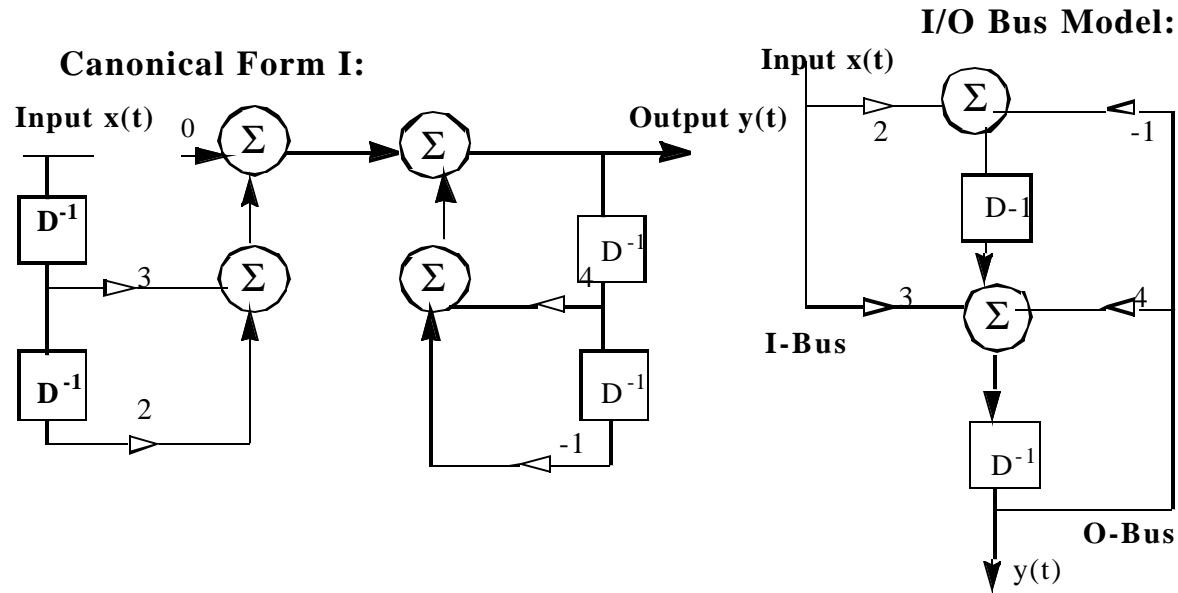 I/O Bus Model:
Canonical Form I:
Input x(t)
0
Σ
Σ
Output y(t)
D⁻¹
3
Σ
Σ
D⁻¹
4
D⁻¹
2
D⁻¹
-1
Input x(t)
2
Σ
-1
D-1
3
Σ
4
I-Bus
D⁻¹
O-Bus
y(t)